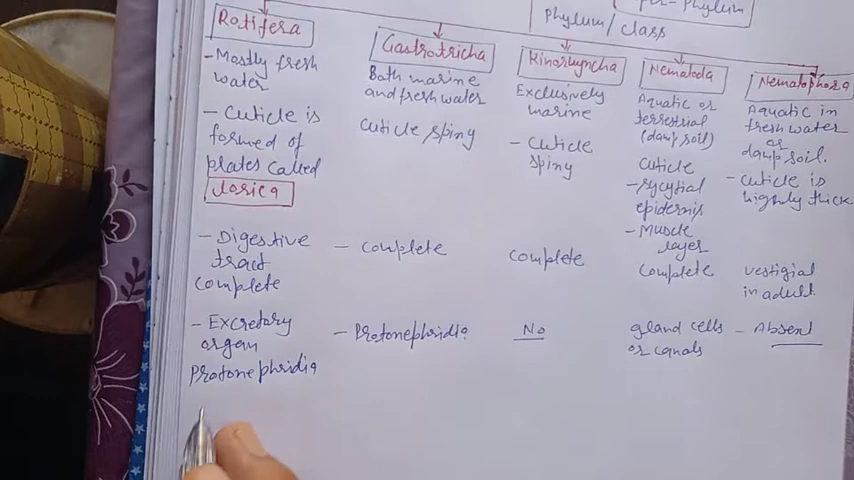 Phylum/class
Rotifera
- Mostly fresh
water
- Cuticle is
formed of
plates called
lorica
- Digestive
tract
complete
- Excretory
organ
protonephridia
Gastrotricha
Both marine
and fresh water
Cuticle spiny
- complete
- Protonephridia
Kinorhyncha
Exclusively
marine
- Cuticle
spiny
complete
No
Nematoda
Aquatic or
terrestrial
(damp soil)
Cuticle
epidermis
- Muscle
layer
complete
gland cells
or canals
Nematophora
Aquatic in
fresh water
or
damp soil.
- cuticle is
highly thick
vestigial
in adult
- Absent